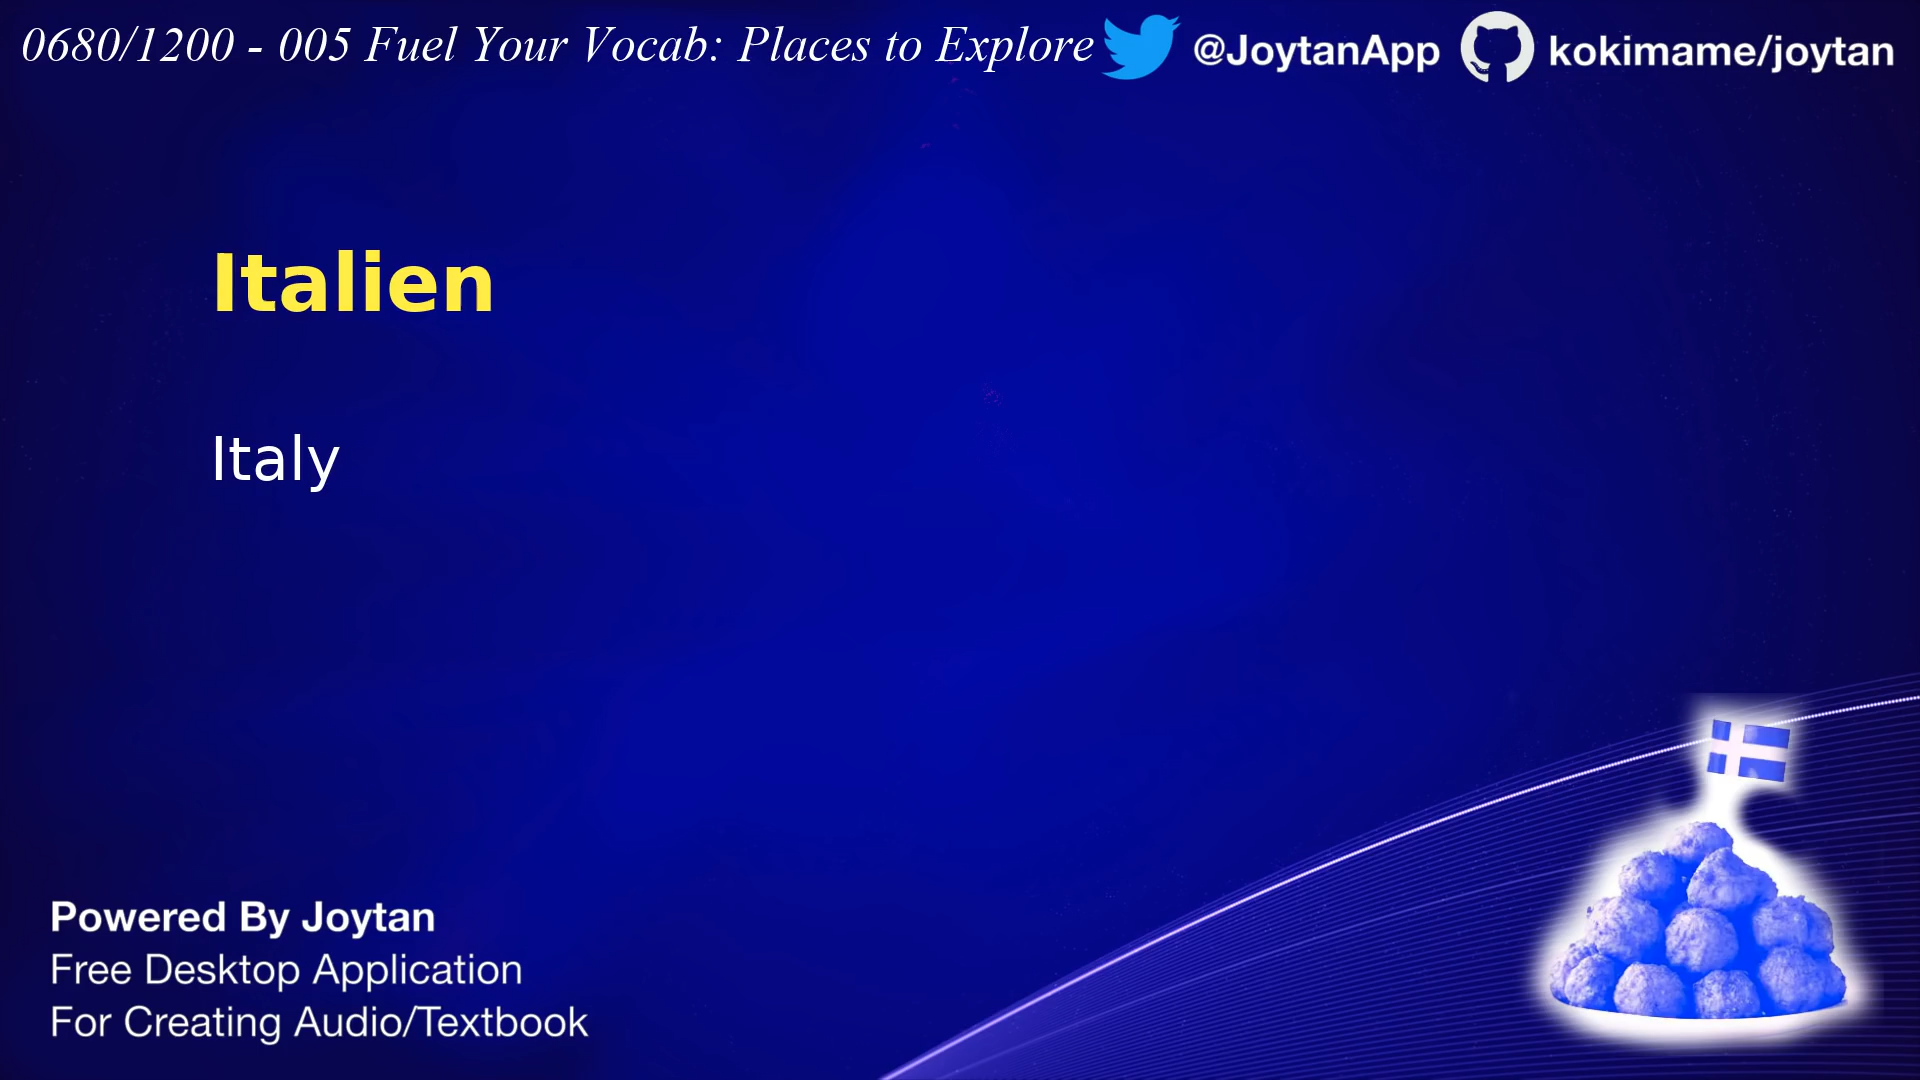 0680/1200 - 005 Fuel Your Vocab: Places to Explore @JoytanApp kokimame/joytan
Italien
Italy
Powered By Joytan
Free Desktop Application
For Creating Audio/Textbook